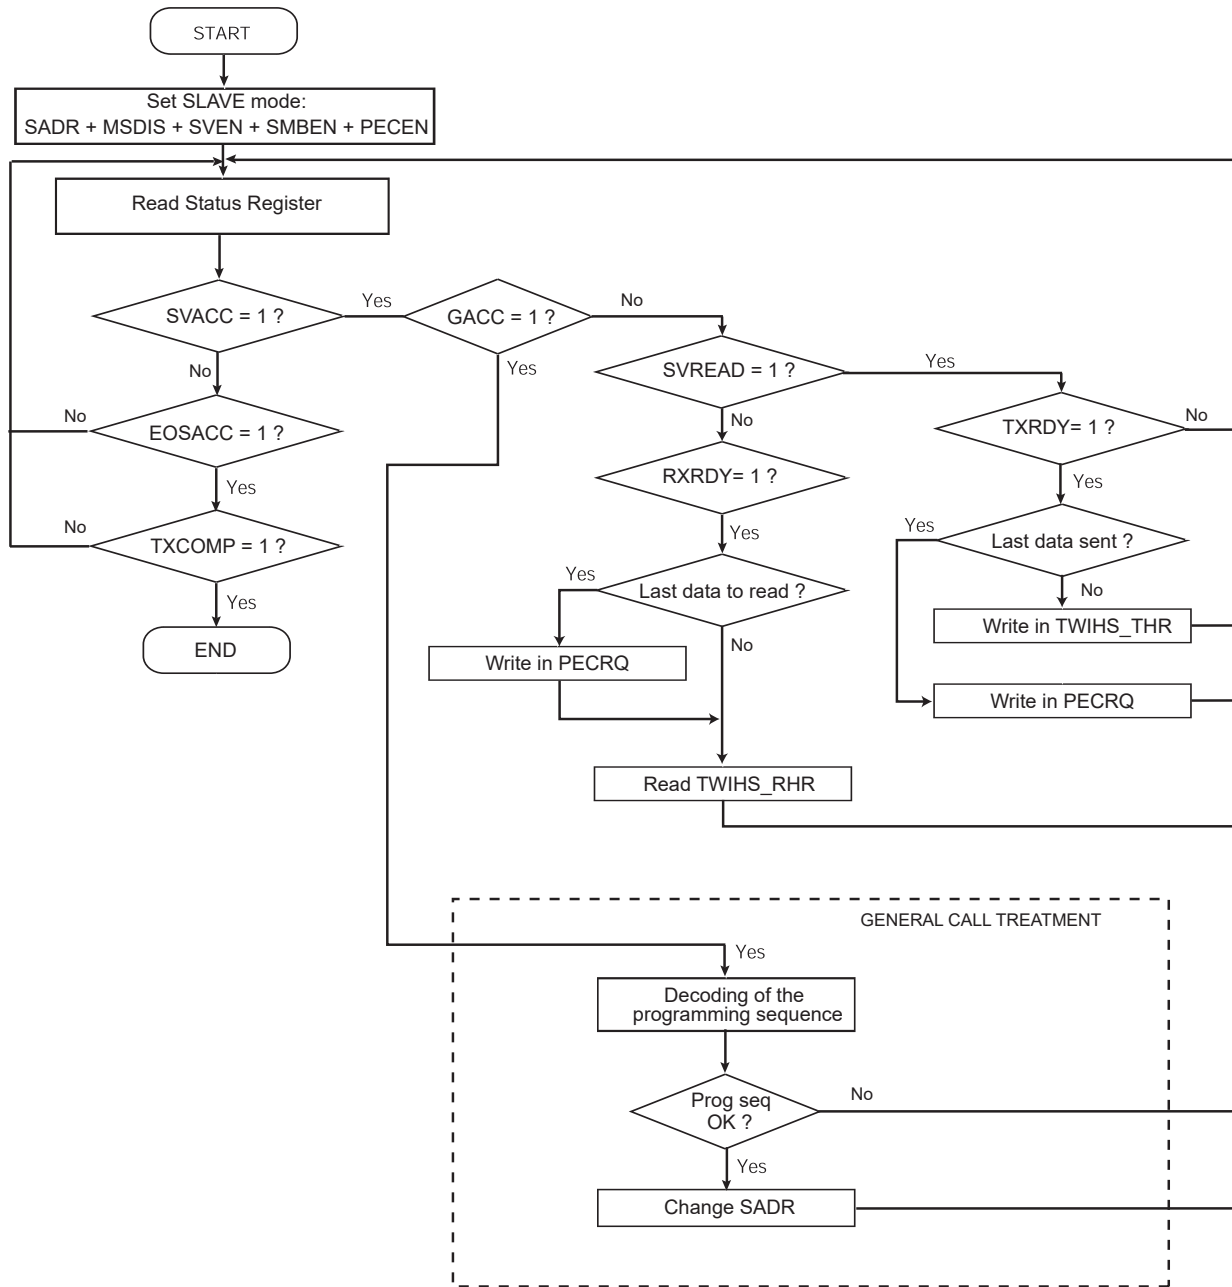 START
Set SLAVE mode:
SADR + MSDIS + SVEN + SMBEN + PECEN
Read Status Register
SVACC = 1 ?
Yes
GACC = 1 ?
No
SVREAD = 1 ?
Yes
No
Yes
No
EOSACC = 1 ?
No
TXRDY= 1 ?
No
RXRDY= 1 ?
Yes
Yes
No
TXCOMP = 1 ?
Yes
Yes
Last data sent ?
Yes
Last data to read ?
Yes
No
Write in TWIHS_THR
END
No
Write in PECRQ
Write in PECRQ
Read TWIHS_RHR
GENERAL CALL TREATMENT
Yes
Decoding of the
programming sequence
Prog seq
OK ?
No
Yes
Change SADR